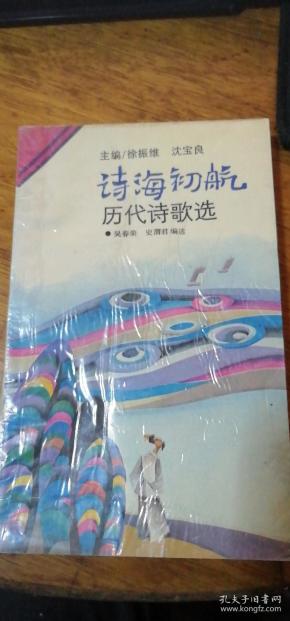 主编/徐振维 沈宝良
诗海初航
历代诗歌选
●吴春荣 史渭君编选
孔夫子旧书网
www.kongfz.com